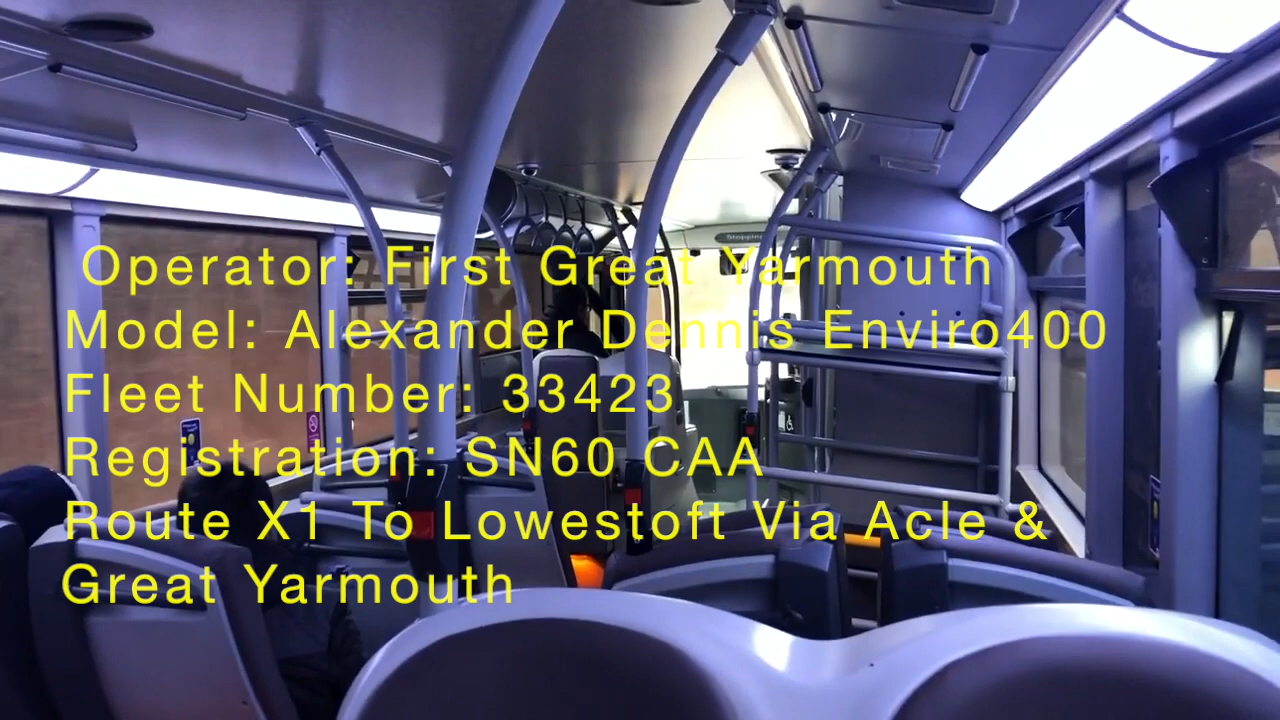 Stopping
Operator: First Great Yarmouth
Model: Alexander Dennis Enviro400
Fleet Number: 33423
Registration: SN60 CAA
Route X1 To Lowestoft Via Acle &
Great Yarmouth